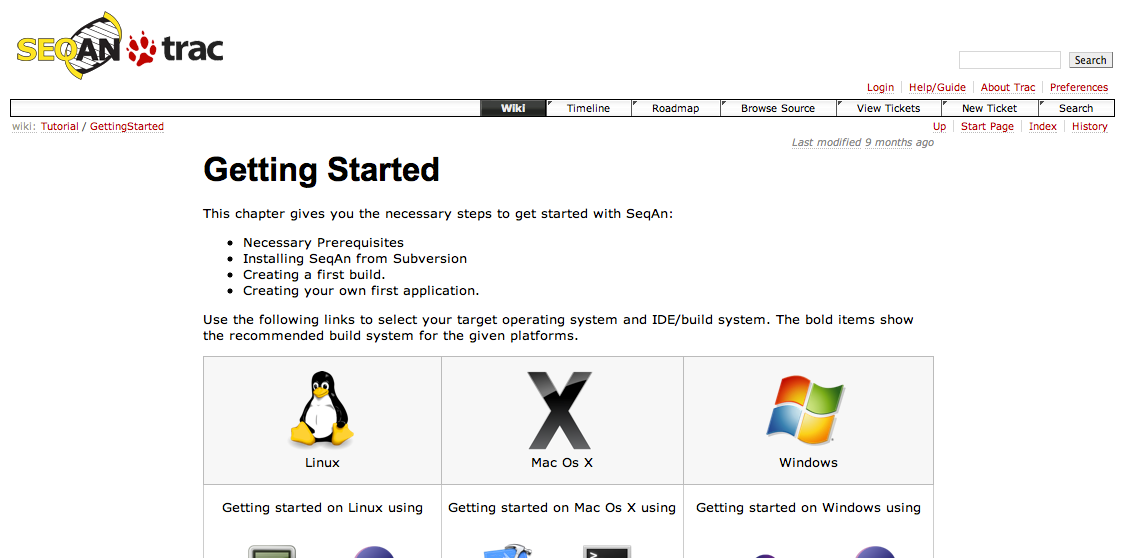 SEQAN trac
Search
Login Help/Guide About Trac Preferences
Wiki Timeline Roadmap Browse Source View Tickets New Ticket Search
wiki: Tutorial / GettingStarted Up Start Page Index History
Last modified 9 months ago
Getting Started
This chapter gives you the necessary steps to get started with SeqAn:
• Necessary Prerequisites
• Installing SeqAn from Subversion
• Creating a first build.
• Creating your own first application.
Use the following links to select your target operating system and IDE/build system. The bold items show
the recommended build system for the given platforms.
Linux Mac Os X Windows
Getting started on Linux using Getting started on Mac Os X using Getting started on Windows using